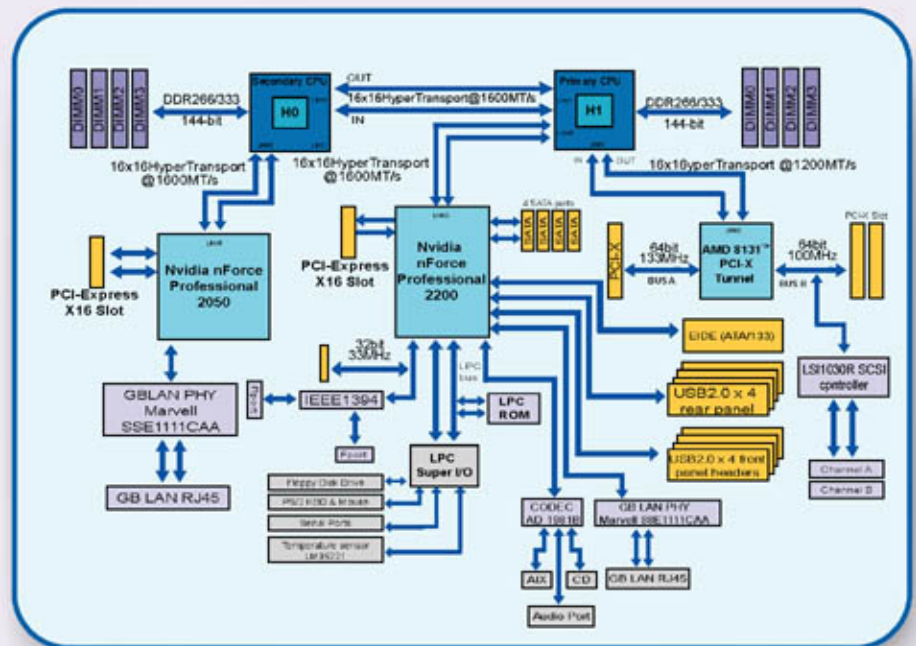 DIMM0
DIMM1
DIMM2
DIMM3
DDR266/333
144-bit
Secondary CPU
H0
OUT
16x16HyperTransport@1600MT/s
IN
Primary CPU
H1
DDR266/333
144-bit
DIMM0
DIMM1
DIMM2
DIMM3
16x16HyperTransport
@1600MT/s
16x16HyperTransport
@1600MT/s
IN
OUT
16x16yperTransport@1200MT/s
PCI-Express
X16 Slot
Nvidia nForce
Professional
2050
PCI-Express
X16 Slot
Nvidia
nForce
Professional
2200
4 SATA ports
SATA
SATA
SATA
SATA
PCI-X
64bit
133MHz
BUS A
AMD 8131™
PCI-X
Tunnel
64bit
100MHz
BUS B
PCI-X Slot
EIDE (ATA/133)
USB2.0 x 4
rear panel
USB2.0 x 4 front
panel headers
LSI1030R SCSI
controller
Channel A
Channel B
GBLAN PHY
Marvell
SSE1111CAA
GB LAN RJ45
32bit
33MHz
IEEE1394
LPC
bus
LPC
ROM
LPC
Super I/O
Floppy Disk Drive
PS/2 KBD & Mouse
Serial Ports
Temperature sensor
CODEC
AD 1981B
AIX
CD
Audio Port
GB LAN PHY
Marvell SSE1111CAA
GB LAN RJ45